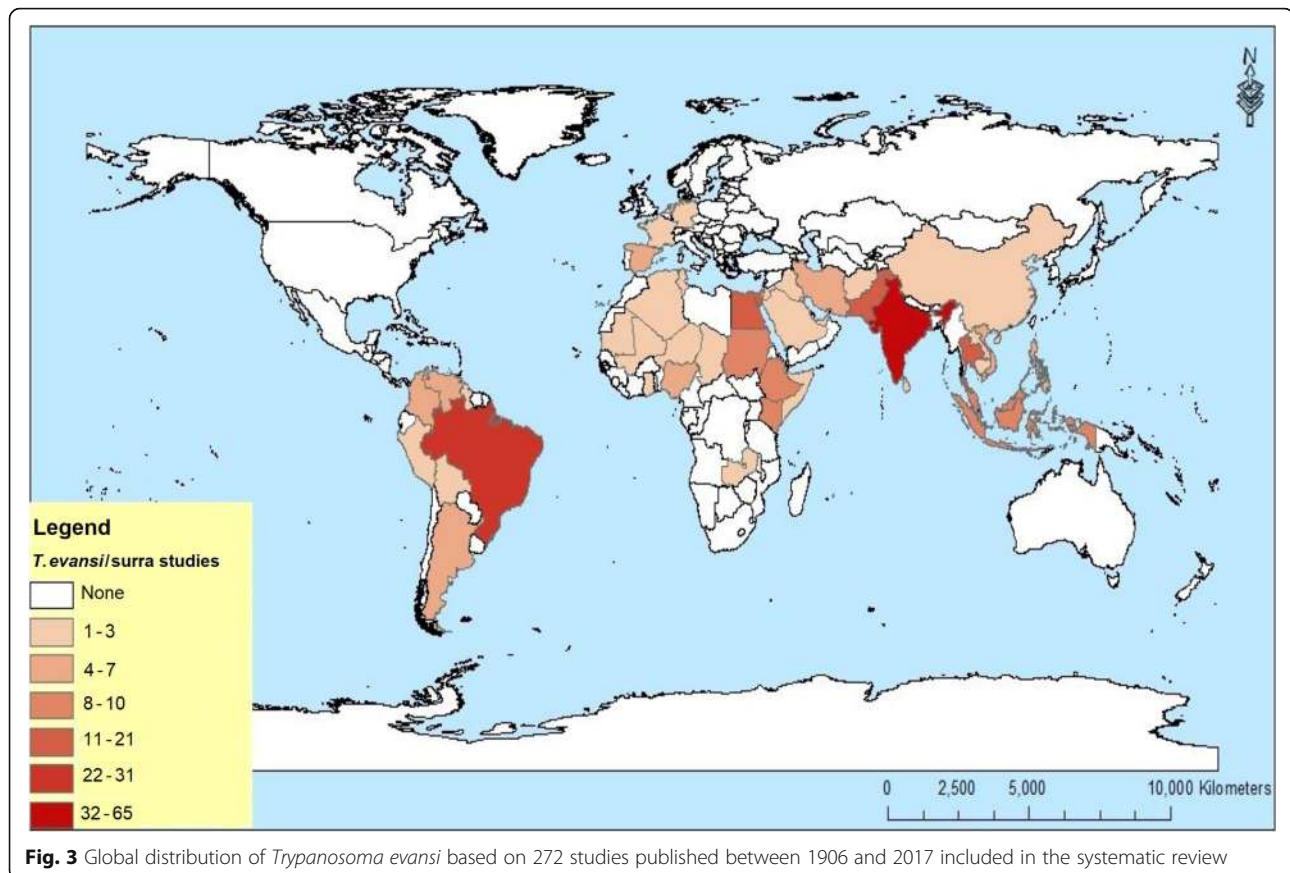 N
Legend
T. evansi/surra studies
None
1 - 3
4 - 7
8 - 10
11 - 21
22 - 31
32 - 65
0 2,500 5,000 10,000 Kilometers
Fig. 3 Global distribution of Trypanosoma evansi based on 272 studies published between 1906 and 2017 included in the systematic review